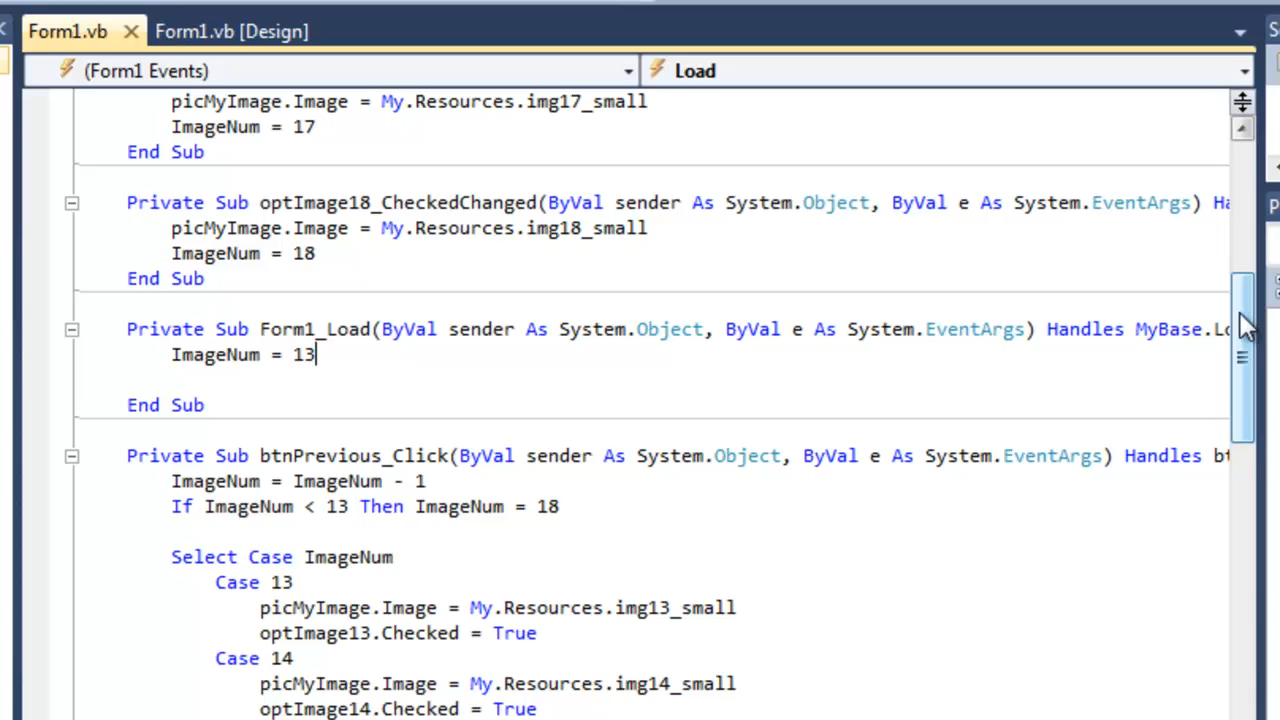 Form1.vb
Form1.vb [Design]
(Form1 Events)
Load
picMyImage.Image = My.Resources.img17_small
ImageNum = 17
End Sub
Private Sub optImage18_CheckedChanged(ByVal sender As System.Object, ByVal e As System.EventArgs) Ha
picMyImage.Image = My.Resources.img18_small
ImageNum = 18
End Sub
Private Sub Form1_Load(ByVal sender As System.Object, ByVal e As System.EventArgs) Handles MyBase.Lo
ImageNum = 13
End Sub
Private Sub btnPrevious_Click(ByVal sender As System.Object, ByVal e As System.EventArgs) Handles bt
ImageNum = ImageNum - 1
If ImageNum < 13 Then ImageNum = 18
Select Case ImageNum
Case 13
picMyImage.Image = My.Resources.img13_small
optImage13.Checked = True
Case 14
picMyImage.Image = My.Resources.img14_small
optImage14.Checked = True